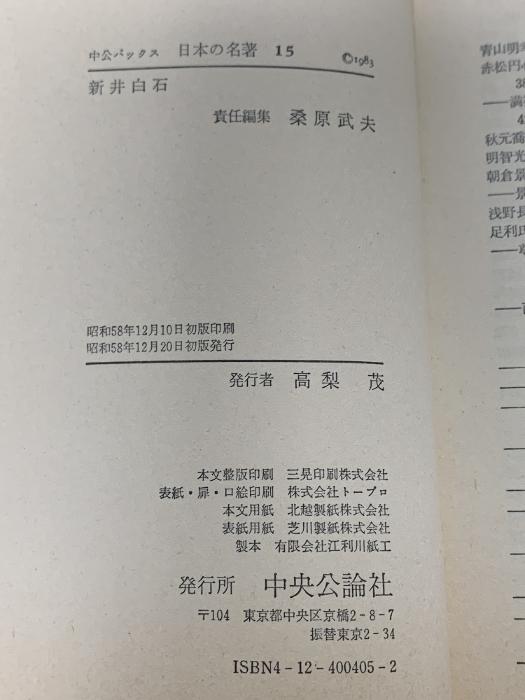 中公バックス 日本の名著 15 ©1983
新井白石
責任編集 桑原武夫
昭和58年12月10日初版印刷
昭和58年12月20日初版発行
発行者 高梨 茂
本文整版印刷 三晃印刷株式会社
表紙・扉・口絵印刷 株式会社トープロ
本文用紙 北越製紙株式会社
表紙用紙 芝川製紙株式会社
製本 有限会社江利川紙工
発行所 中央公論社
〒104 東京都中央区京橋2-8-7
振替東京2-34
ISBN4-12-400405-2
青山明
赤松円
38
——満
4
秋元喬
明智光
朝倉景
——景
浅野長
足利氏